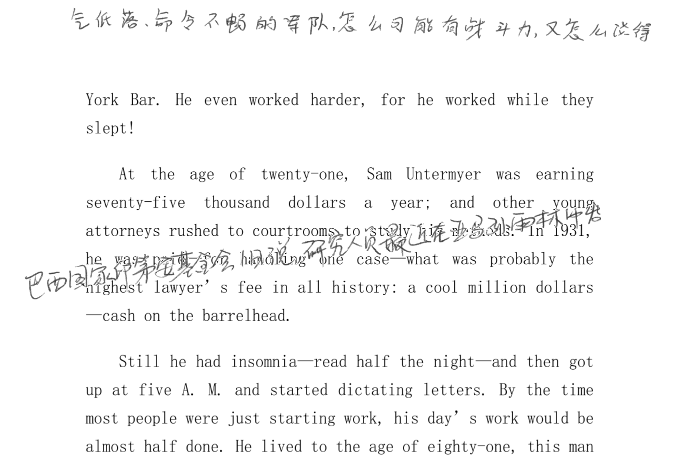 气低落、命令不畅的军队,怎么可能有战斗力,又怎么谈得
York Bar. He even worked harder, for he worked while they
slept!
At the age of twenty-one, Sam Untermyer was earning
seventy-five thousand dollars a year; and other young
attorneys rushed to courtrooms to study his methods. In 1931,
he was paid for handling one case—what was probably the
巴西国家印第安基金会18日说,研究人员最近在亚马孙雨林中发
highest lawyer’s fee in all history: a cool million dollars
—cash on the barrelhead.
Still he had insomnia—read half the night—and then got
up at five A. M. and started dictating letters. By the time
most people were just starting work, his day’s work would be
almost half done. He lived to the age of eighty-one, this man